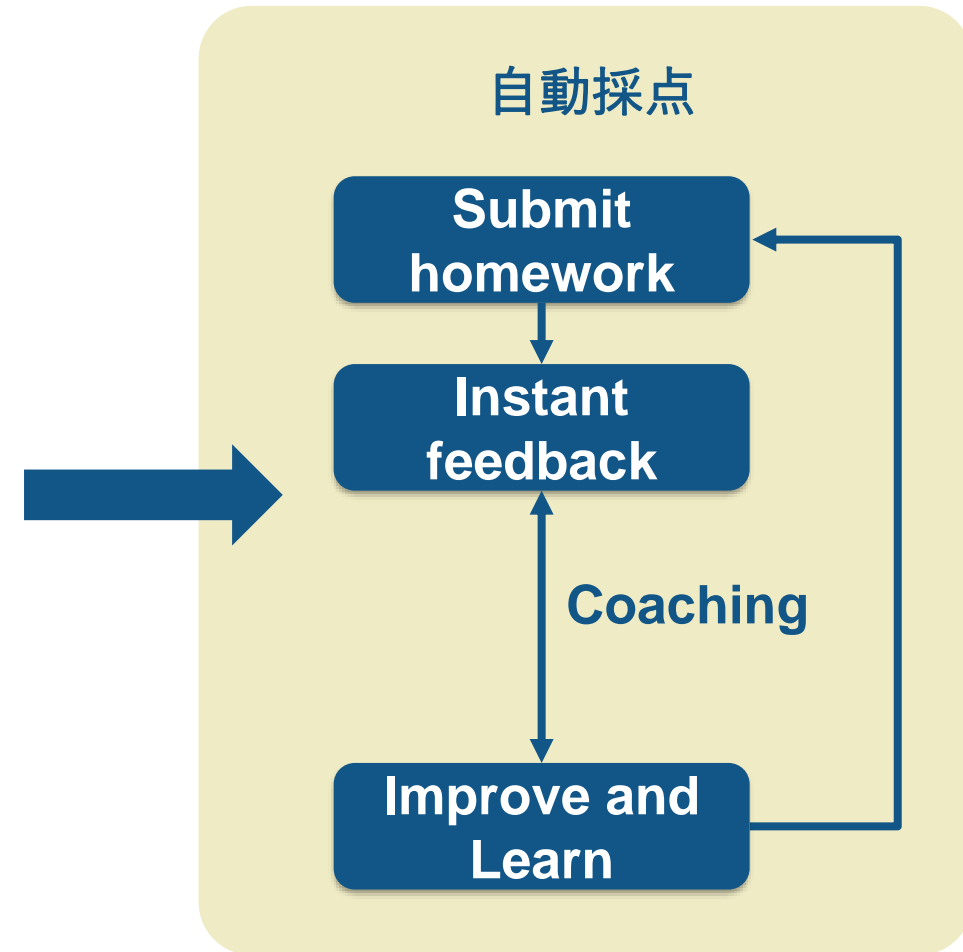 自動採点
Submit
homework
Instant
feedback
Coaching
Improve and
Learn